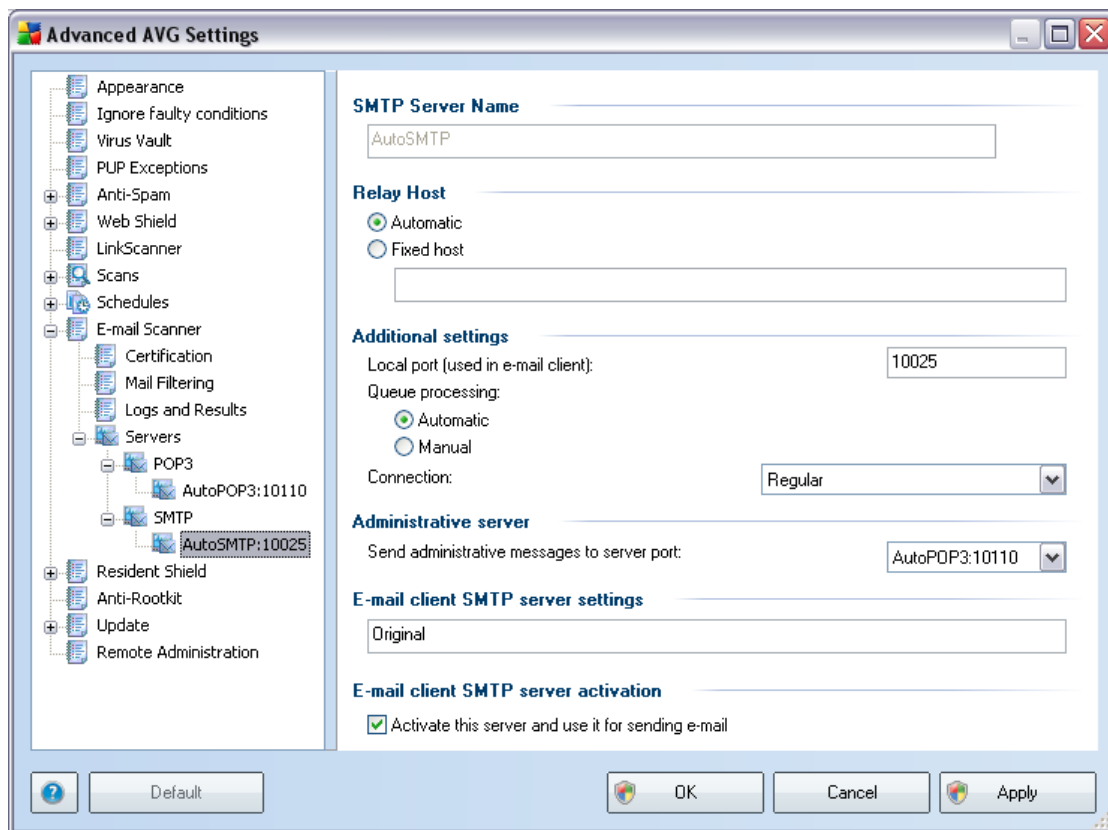 Advanced AVG Settings
Appearance
Ignore faulty conditions
Virus Vault
PUP Exceptions
Anti-Spam
Web Shield
LinkScanner
Scans
Schedules
E-mail Scanner
Certification
Mail Filtering
Logs and Results
Servers
POP3
AutoPOP3:10110
SMTP
AutoSMTP:10025
Resident Shield
Anti-Rootkit
Update
Remote Administration
SMTP Server Name
AutoSMTP
Relay Host
Automatic
Fixed host
Additional settings
Local port (used in e-mail client):
10025
Queue processing:
Automatic
Manual
Connection:
Regular
Administrative server
Send administrative messages to server port:
AutoPOP3:10110
E-mail client SMTP server settings
Original
E-mail client SMTP server activation
Activate this server and use it for sending e-mail
Default
OK
Cancel
Apply